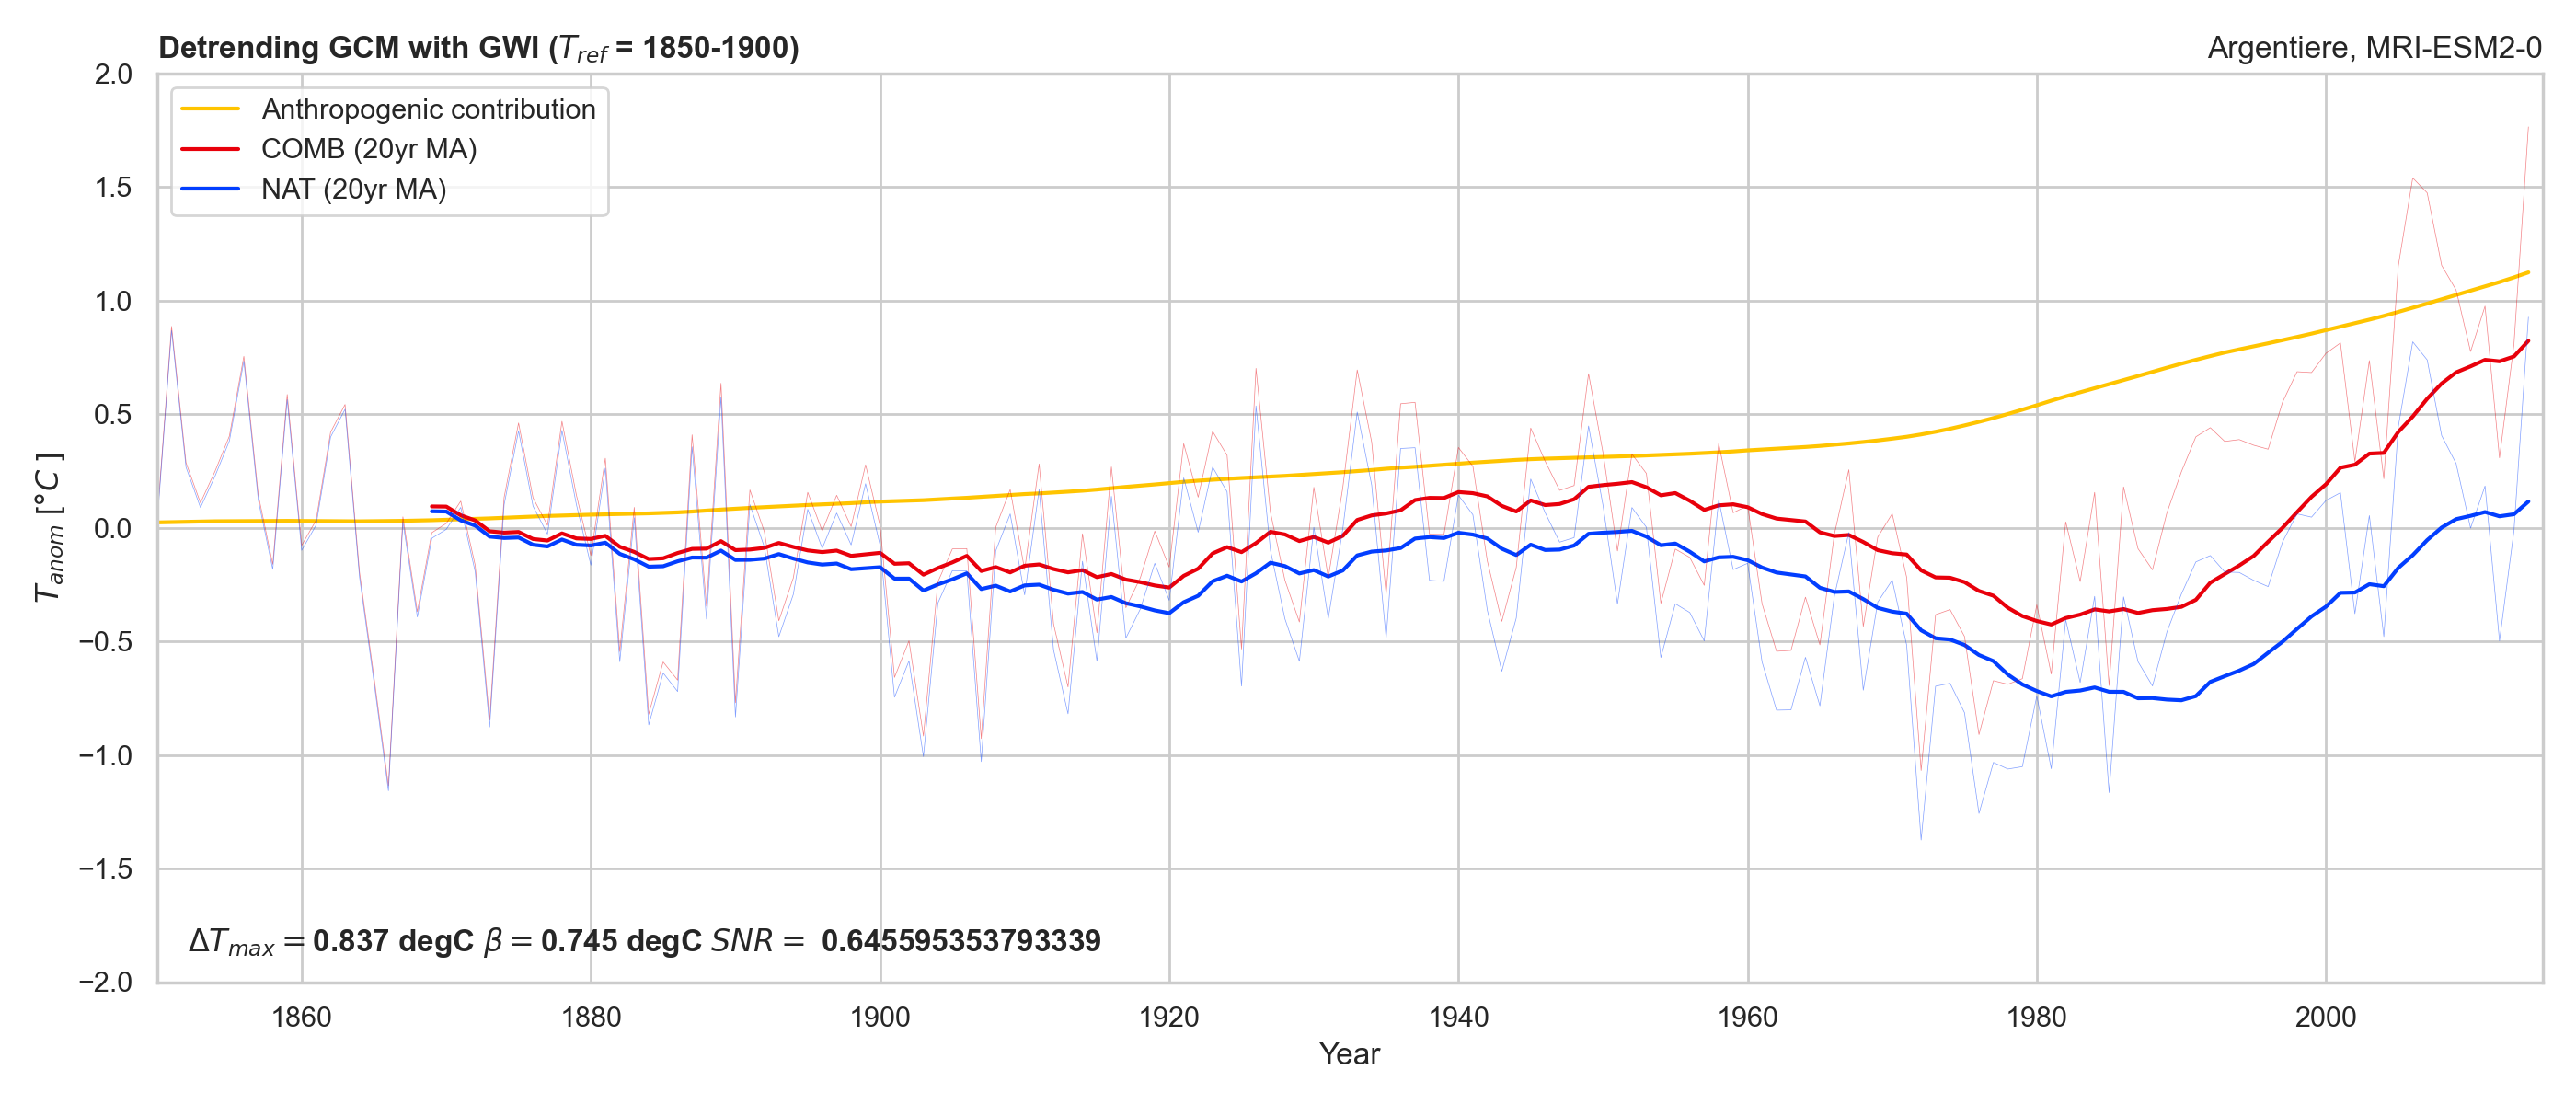 Detrending GCM with GWI (T_ref = 1850-1900)
Argentiere, MRI-ESM2-0
Anthropogenic contribution
COMB (20yr MA)
NAT (20yr MA)
T_anom [°C ]
2.0
1.5
1.0
0.5
0.0
−0.5
−1.0
−1.5
−2.0
ΔT_max = 0.837 degC β = 0.745 degC SNR = 0.645595353793339
1860 1880 1900 1920 1940 1960 1980 2000
Year